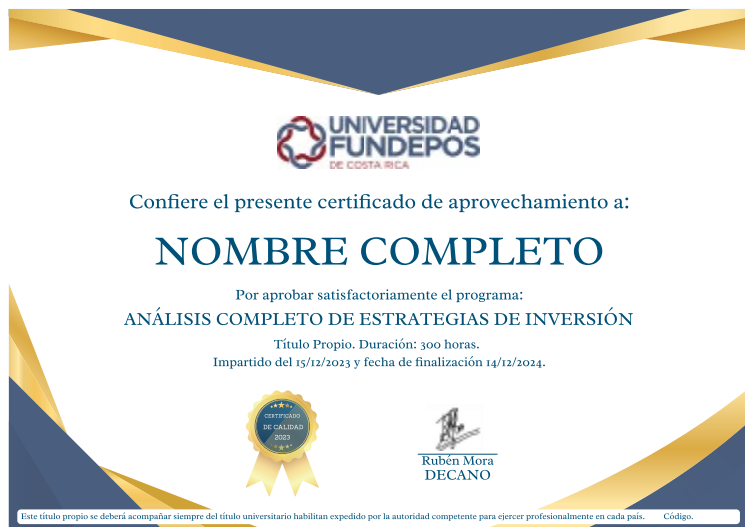 UNIVERSIDAD
FUNDEPOS
DE COSTA RICA
Confiere el presente certificado de aprovechamiento a:
NOMBRE COMPLETO
Por aprobar satisfactoriamente el programa:
ANÁLISIS COMPLETO DE ESTRATEGIAS DE INVERSIÓN
Título Propio. Duración: 300 horas.
Impartido del 15/12/2023 y fecha de finalización 14/12/2024.
CERTIFICADO
DE CALIDAD
2023
Rubén Mora
DECANO
Este título propio se deberá acompañar siempre del título universitario habilitan expedido por la autoridad competente para ejercer profesionalmente en cada país. Código.